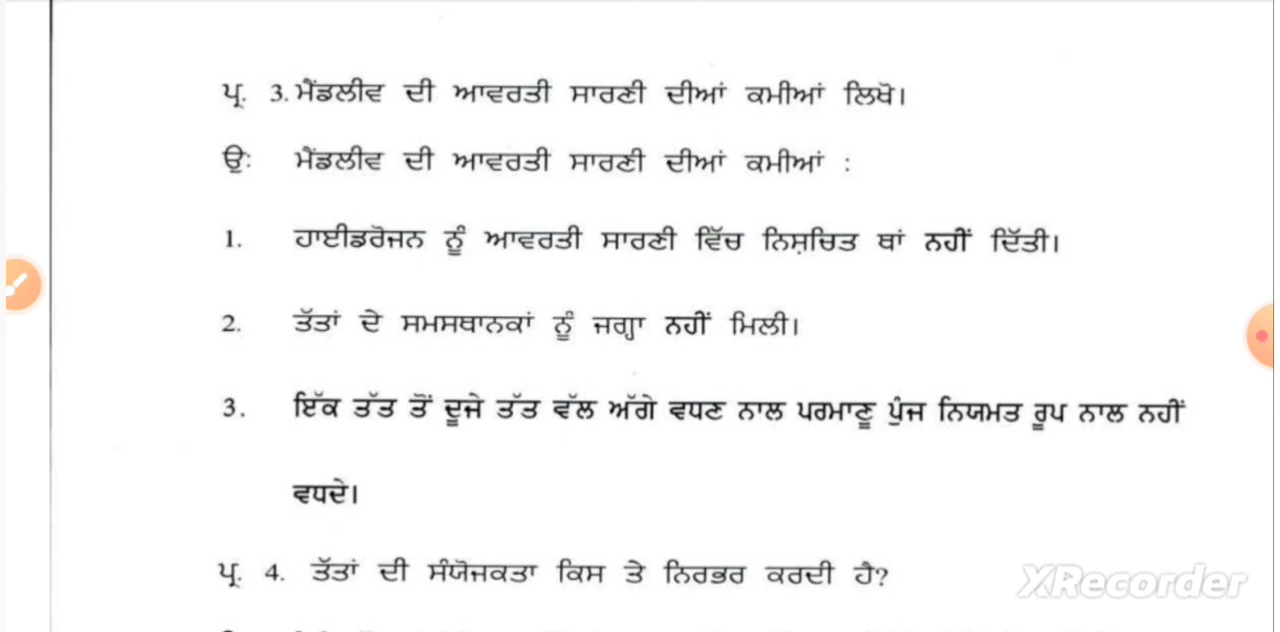 ਪ੍ਰ. 3. ਮੈਂਡਲੀਵ ਦੀ ਆਵਰਤੀ ਸਾਰਣੀ ਦੀਆਂ ਕਮੀਆਂ ਲਿਖੋ।
ਉ: ਮੈਂਡਲੀਵ ਦੀ ਆਵਰਤੀ ਸਾਰਣੀ ਦੀਆਂ ਕਮੀਆਂ :
1. ਹਾਈਡਰੋਜਨ ਨੂੰ ਆਵਰਤੀ ਸਾਰਣੀ ਵਿੱਚ ਨਿਸ਼ਚਿਤ ਥਾਂ ਨਹੀਂ ਦਿੱਤੀ।
2. ਤੱਤਾਂ ਦੇ ਸਮਸਥਾਨਕਾਂ ਨੂੰ ਜਗ੍ਹਾ ਨਹੀਂ ਮਿਲੀ।
3. ਇੱਕ ਤੱਤ ਤੋਂ ਦੂਜੇ ਤੱਤ ਵੱਲ ਅੱਗੇ ਵਧਣ ਨਾਲ ਪਰਮਾਣੂ ਪੁੰਜ ਨਿਯਮਤ ਰੂਪ ਨਾਲ ਨਹੀਂ
ਵਧਦੇ।
ਪ੍ਰ. 4. ਤੱਤਾਂ ਦੀ ਸੰਯੋਜਕਤਾ ਕਿਸ ਤੇ ਨਿਰਭਰ ਕਰਦੀ ਹੈ?
XRecorder